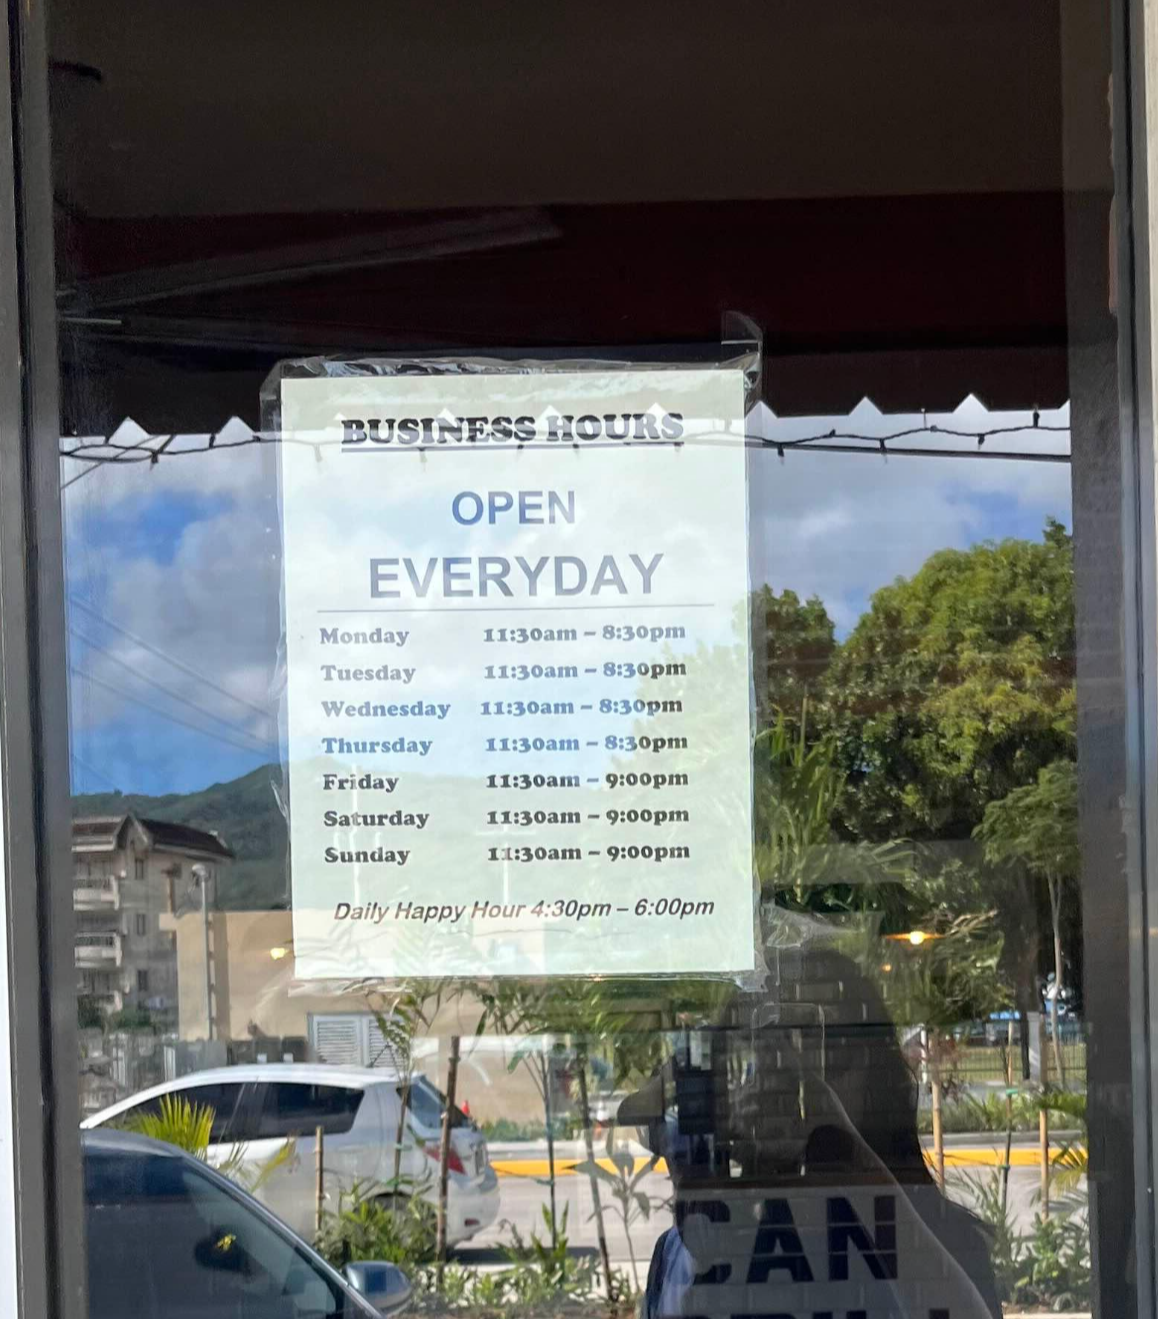 BUSINESS HOURS
OPEN
EVERYDAY
Monday 11:30am – 8:30pm
Tuesday 11:30am – 8:30pm
Wednesday 11:30am – 8:30pm
Thursday 11:30am – 8:30pm
Friday 11:30am – 9:00pm
Saturday 11:30am – 9:00pm
Sunday 11:30am – 9:00pm
Daily Happy Hour 4:30pm – 6:00pm
CAN